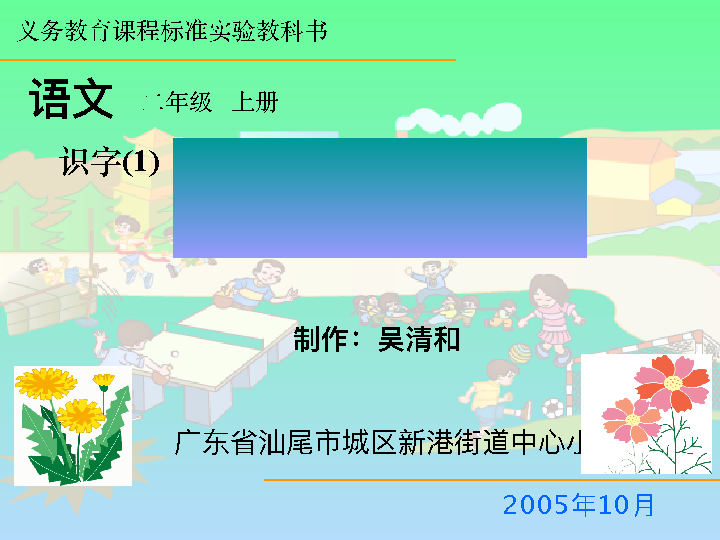 义务教育课程标准实验教科书
语文 二年级 上册
识字(1)
制作：吴清和
广东省汕尾市城区新港街道中心小
2005年10月